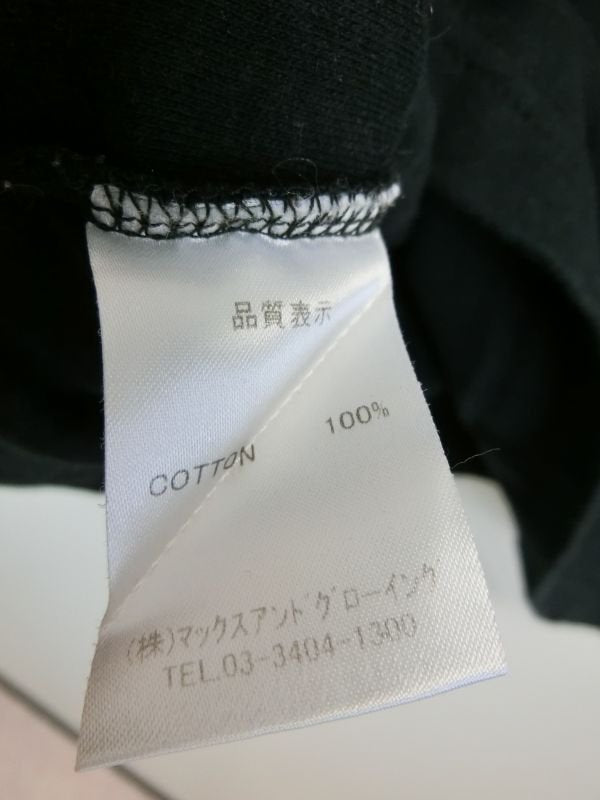 品質表示
COTTON 100%
(株)マックスアンドグローイング
TEL.03-3404-1300